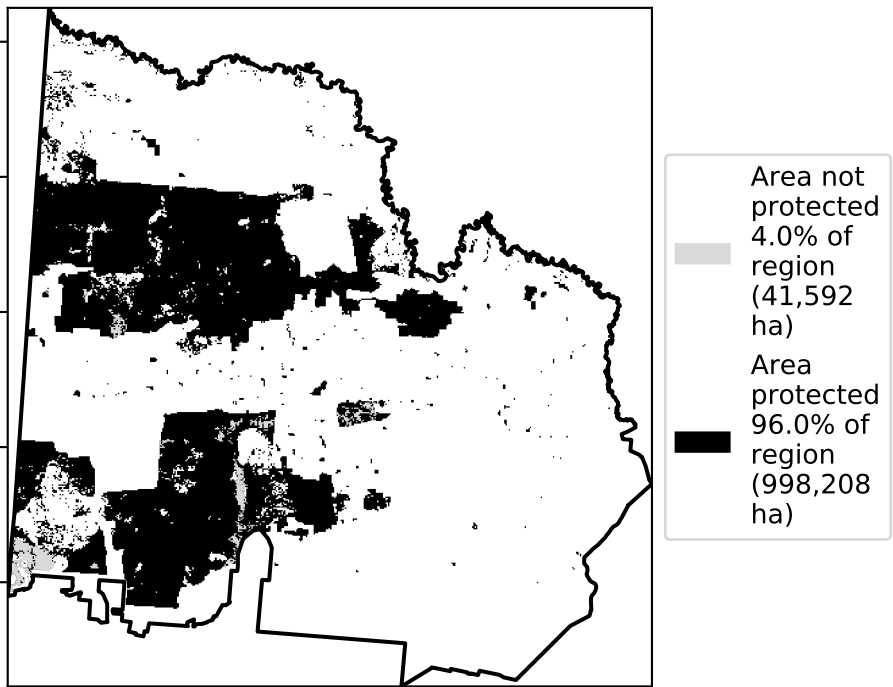 Area not
protected
4.0% of
region
(41,592
ha)
Area
protected
96.0% of
region
(998,208
ha)